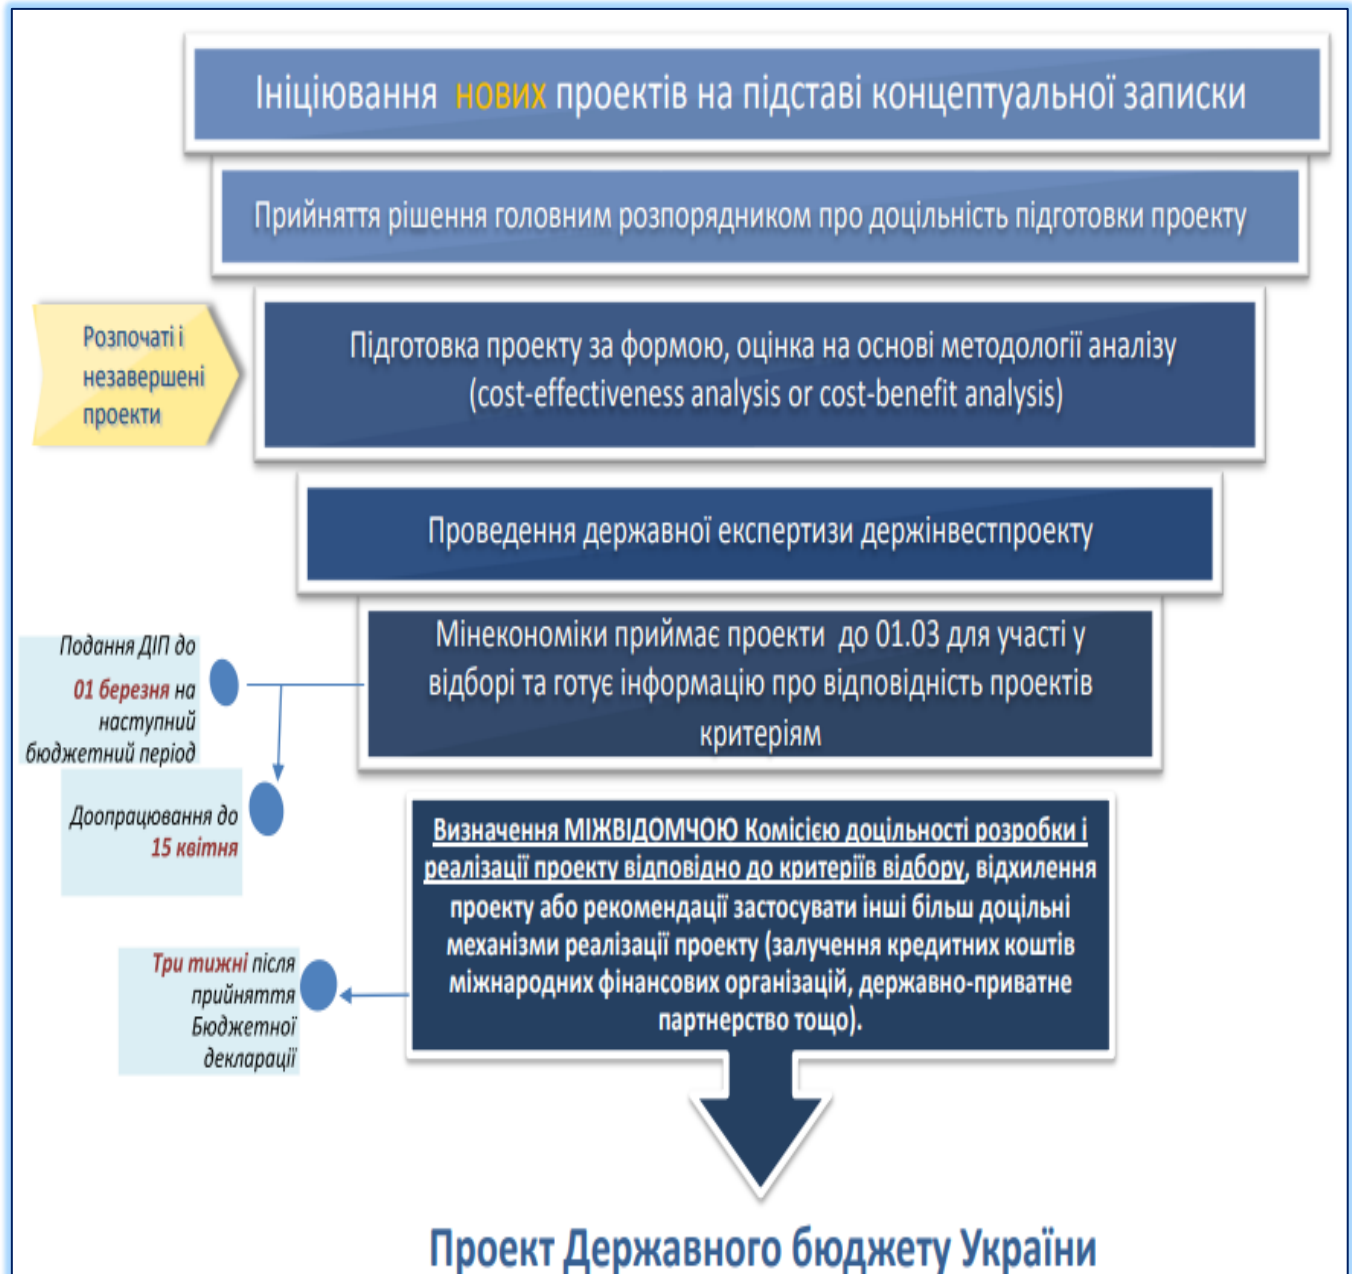 Ініціювання нових проектів на підставі концептуальної записки
Прийняття рішення головним розпорядником про доцільність підготовки проекту
Розпочаті і
незавершені
проекти
Підготовка проекту за формою, оцінка на основі методології аналізу
(cost-effectiveness analysis or cost-benefit analysis)
Проведення державної експертизи держінвестпроекту
Мінекономіки приймає проекти до 01.03 для участі у
відборі та готує інформацію про відповідність проектів
критеріям
Подання ДІП до
01 березня на
наступний
бюджетний період
Доопрацювання до
15 квітня
Визначення МІЖВІДОМЧОЮ Комісією доцільності розробки і
реалізації проекту відповідно до критеріїв відбору, відхилення
проекту або рекомендації застосувати інші більш доцільні
механізми реалізації проекту (залучення кредитних коштів
міжнародних фінансових організацій, державно-приватне
партнерство тощо).
Три тижні після
прийняття
Бюджетної
декларації
Проект Державного бюджету України